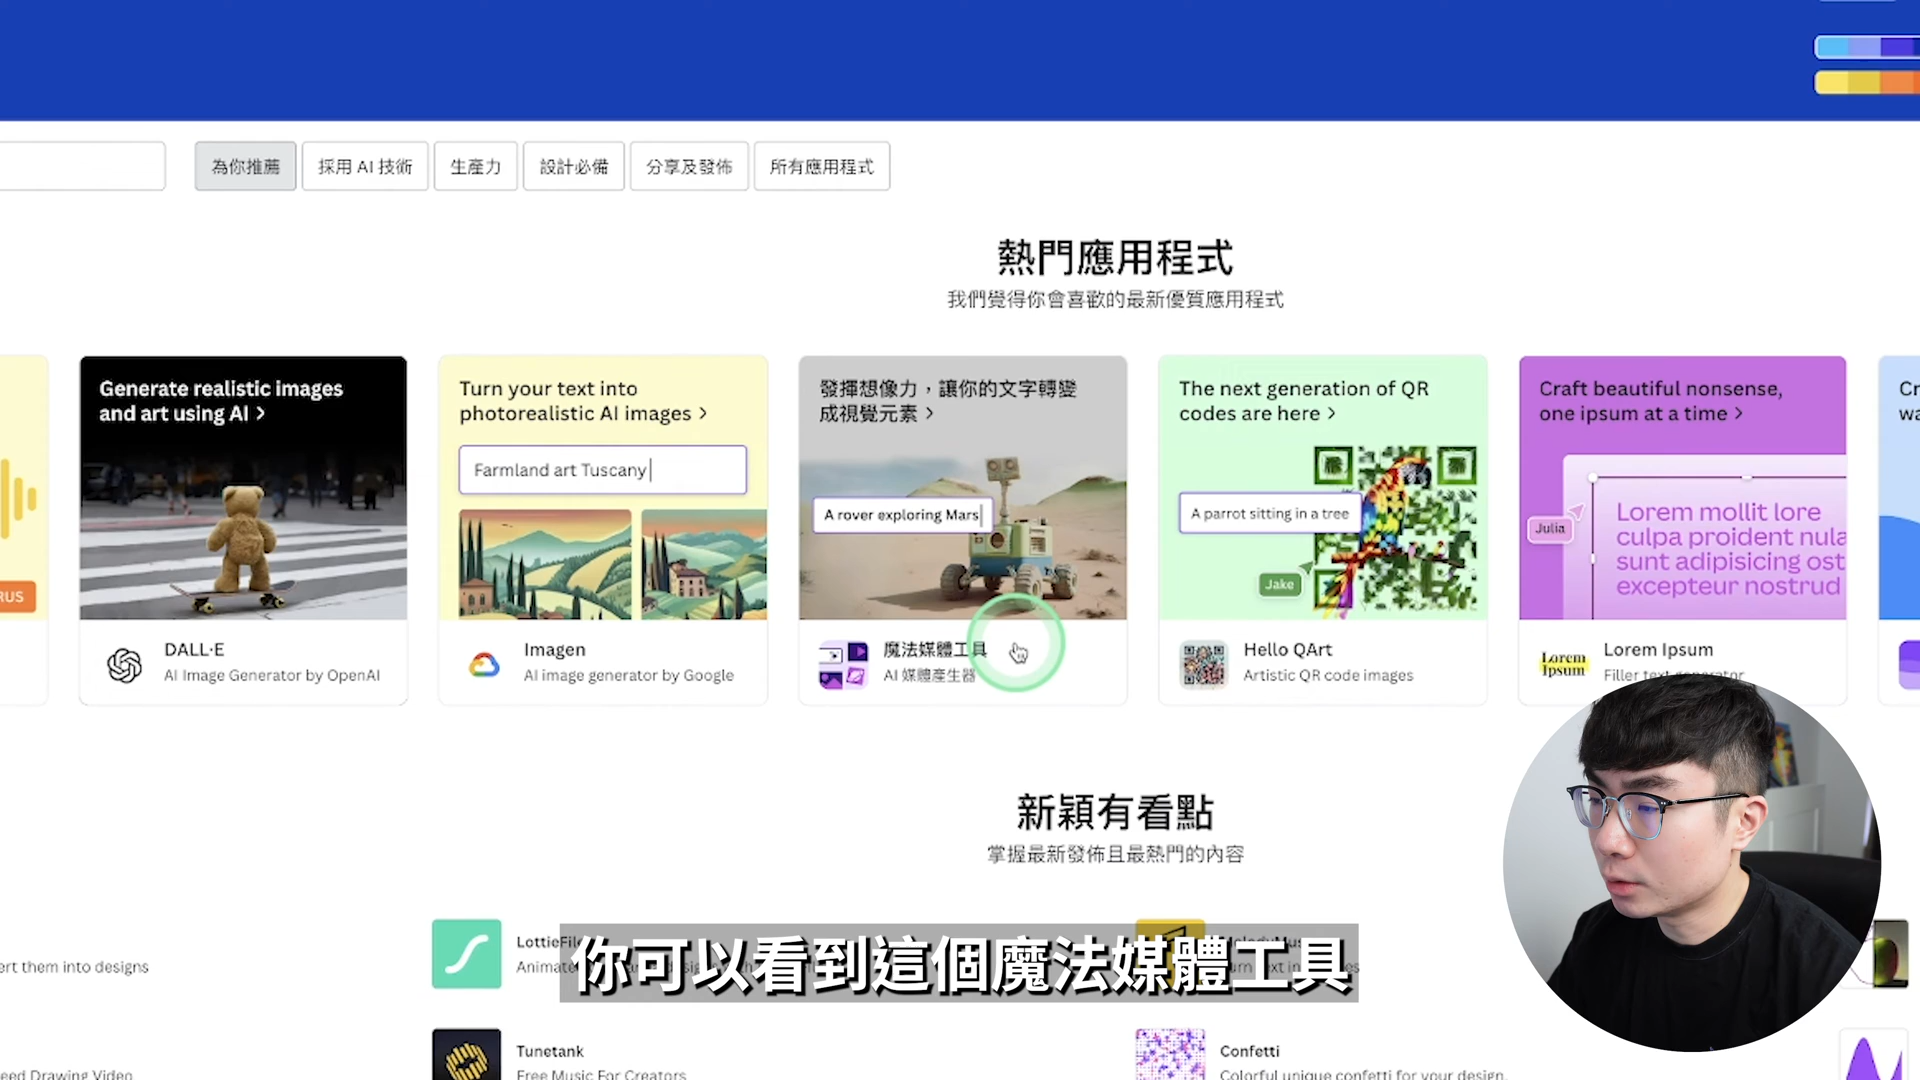 為你推薦
採用 AI 技術
生產力
設計必備
分享及發佈
所有應用程式
熱門應用程式
我們覺得你會喜歡的最新優質應用程式
Generate realistic images
and art using AI >
DALL·E
AI Image Generator by OpenAI
Turn your text into
photorealistic AI images >
Farmland art Tuscany
Imagen
AI image generator by Google
發揮想像力，讓你的文字轉變
成視覺元素 >
A rover exploring Mars
魔法媒體工具
AI 媒體產生器
The next generation of QR
codes are here >
A parrot sitting in a tree
Jake
Hello QArt
Artistic QR code images
Craft beautiful nonsense,
one ipsum at a time >
Julia
Lorem mollit lore
culpa proident nula
sunt adipisicing ost
excepteur nostrud
Lorem
Ipsum
Lorem Ipsum
Filler text generator
新穎有看點
掌握最新發佈且最熱門的內容
ert them into designs
你可以看到這個魔法媒體工具
Tunetank
Free Music For Creators
Confetti
Colorful unique confetti for your design.
eed Drawing Video